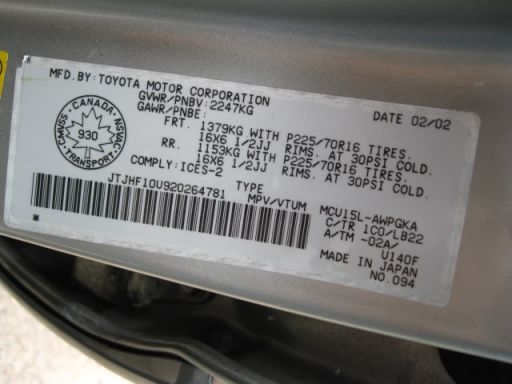 MFD.BY:TOYOTA MOTOR CORPORATION DATE 02/02
GVWR/PNBV:2247KG
GAWR/PNBE:
FRT. 1379KG WITH P225/70R16 TIRES.
16X6 1/2JJ RIMS. AT 30PSI COLD.
RR. 1153KG WITH P225/70R16 TIRES.
16X6 1/2JJ RIMS. AT 30PSI COLD.
COMPLY:ICES-2
CANADA
930
CMVSS NSVAC
JTJHF10U920264781 TYPE
MPV/VTUM
MCU15L-AWPGKA
C/TR 1C0/LB22
A/TM -02A/
U140F
MADE IN JAPAN
NO.094